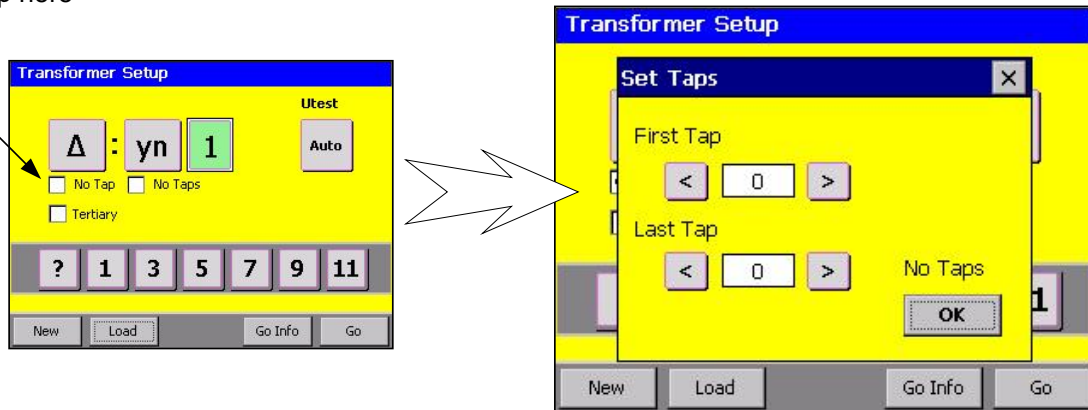 Transformer Setup
Utest
Δ : yn 1 Auto
No Tap No Taps
Tertiary
? 1 3 5 7 9 11
New Load Go Info Go
Transformer Setup
Set Taps
First Tap
< 0 >
Last Tap
< 0 >
No Taps
OK
1
New Load Go Info Go